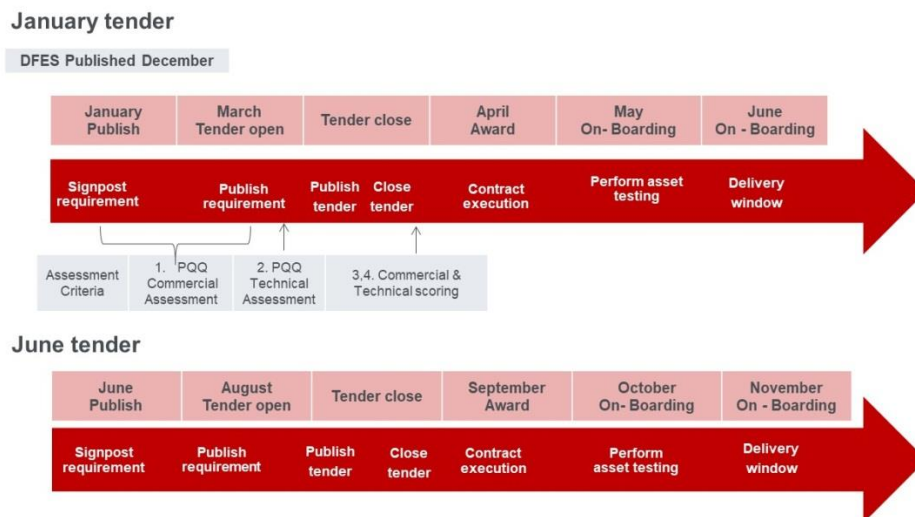 January tender
DFES Published December
January
Publish
March
Tender open
Tender close
April
Award
May
On- Boarding
June
On - Boarding
Signpost
requirement
Publish
requirement
Publish
tender
Close
tender
Contract
execution
Perform asset
testing
Delivery
window
Assessment
Criteria
1. PQQ
Commercial
Assessment
2. PQQ
Technical
Assessment
3,4. Commercial &
Technical scoring
June tender
June
Publish
August
Tender open
Tender close
September
Award
October
On- Boarding
November
On - Boarding
Signpost
requirement
Publish
requirement
Publish
tender
Close
tender
Contract
execution
Perform
asset testing
Delivery
window